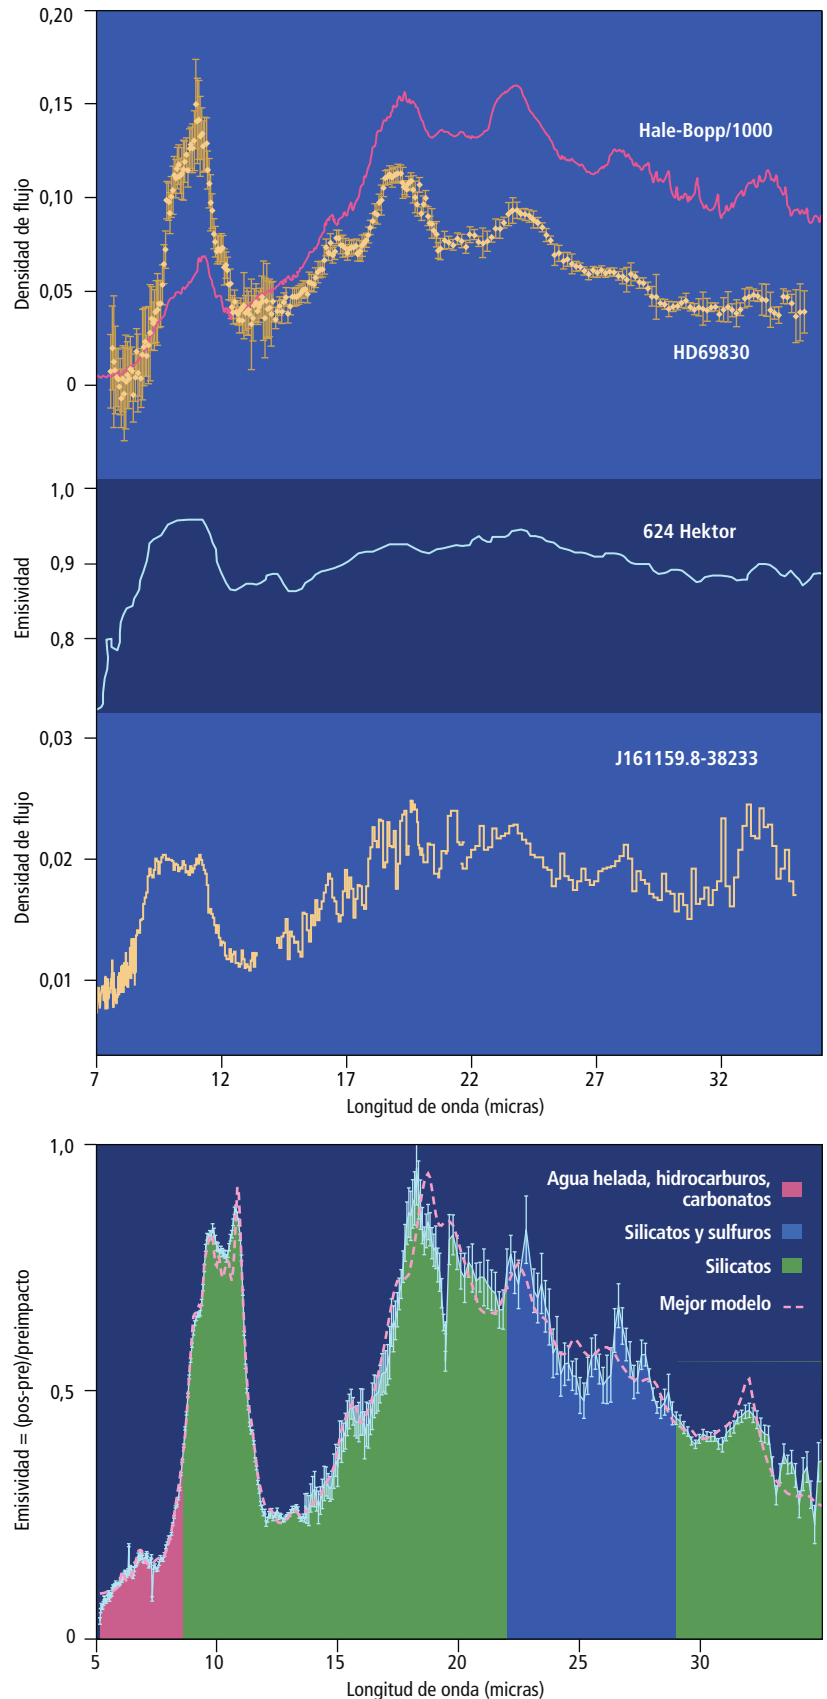 0,20
0,15
0,10
0,05
0
Densidad de flujo
Hale-Bopp/1000
HD69830
1,0
0,9
0,8
Emisividad
624 Hektor
0,03
0,02
0,01
Densidad de flujo
J161159.8-38233
7 12 17 22 27 32
Longitud de onda (micras)
1,0
0,5
0
Emisividad = (pos-pre)/preimpacto
Agua helada, hidrocarburos,
carbonatos
Silicatos y sulfuros
Silicatos
Mejor modelo
5 10 15 20 25 30
Longitud de onda (micras)